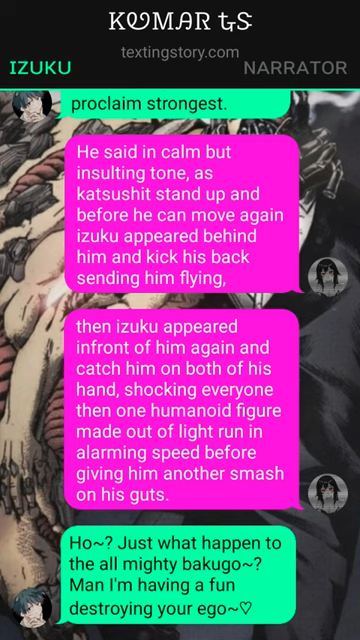 KUMAR GS
textingstory.com
IZUKU NARRATOR
proclaim strongest.
He said in calm but
insulting tone, as
katsushit stand up and
before he can move again
izuku appeared behind
him and kick his back
sending him flying,
then izuku appeared
infront of him again and
catch him on both of his
hand, shocking everyone
then one humanoid figure
made out of light run in
alarming speed before
giving him another smash
on his guts.
Ho~? Just what happen to
the all mighty bakugo~?
Man I'm having a fun
destroying your ego~♡